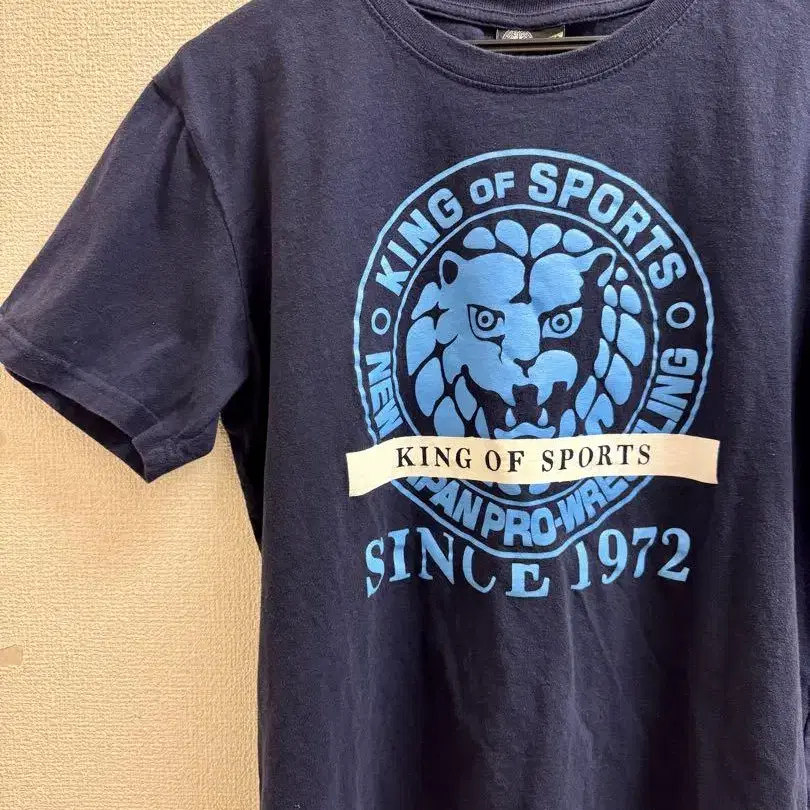 KING OF SPORTS
NEW JAPAN PRO-WRESTLING
KING OF SPORTS
SINCE 1972